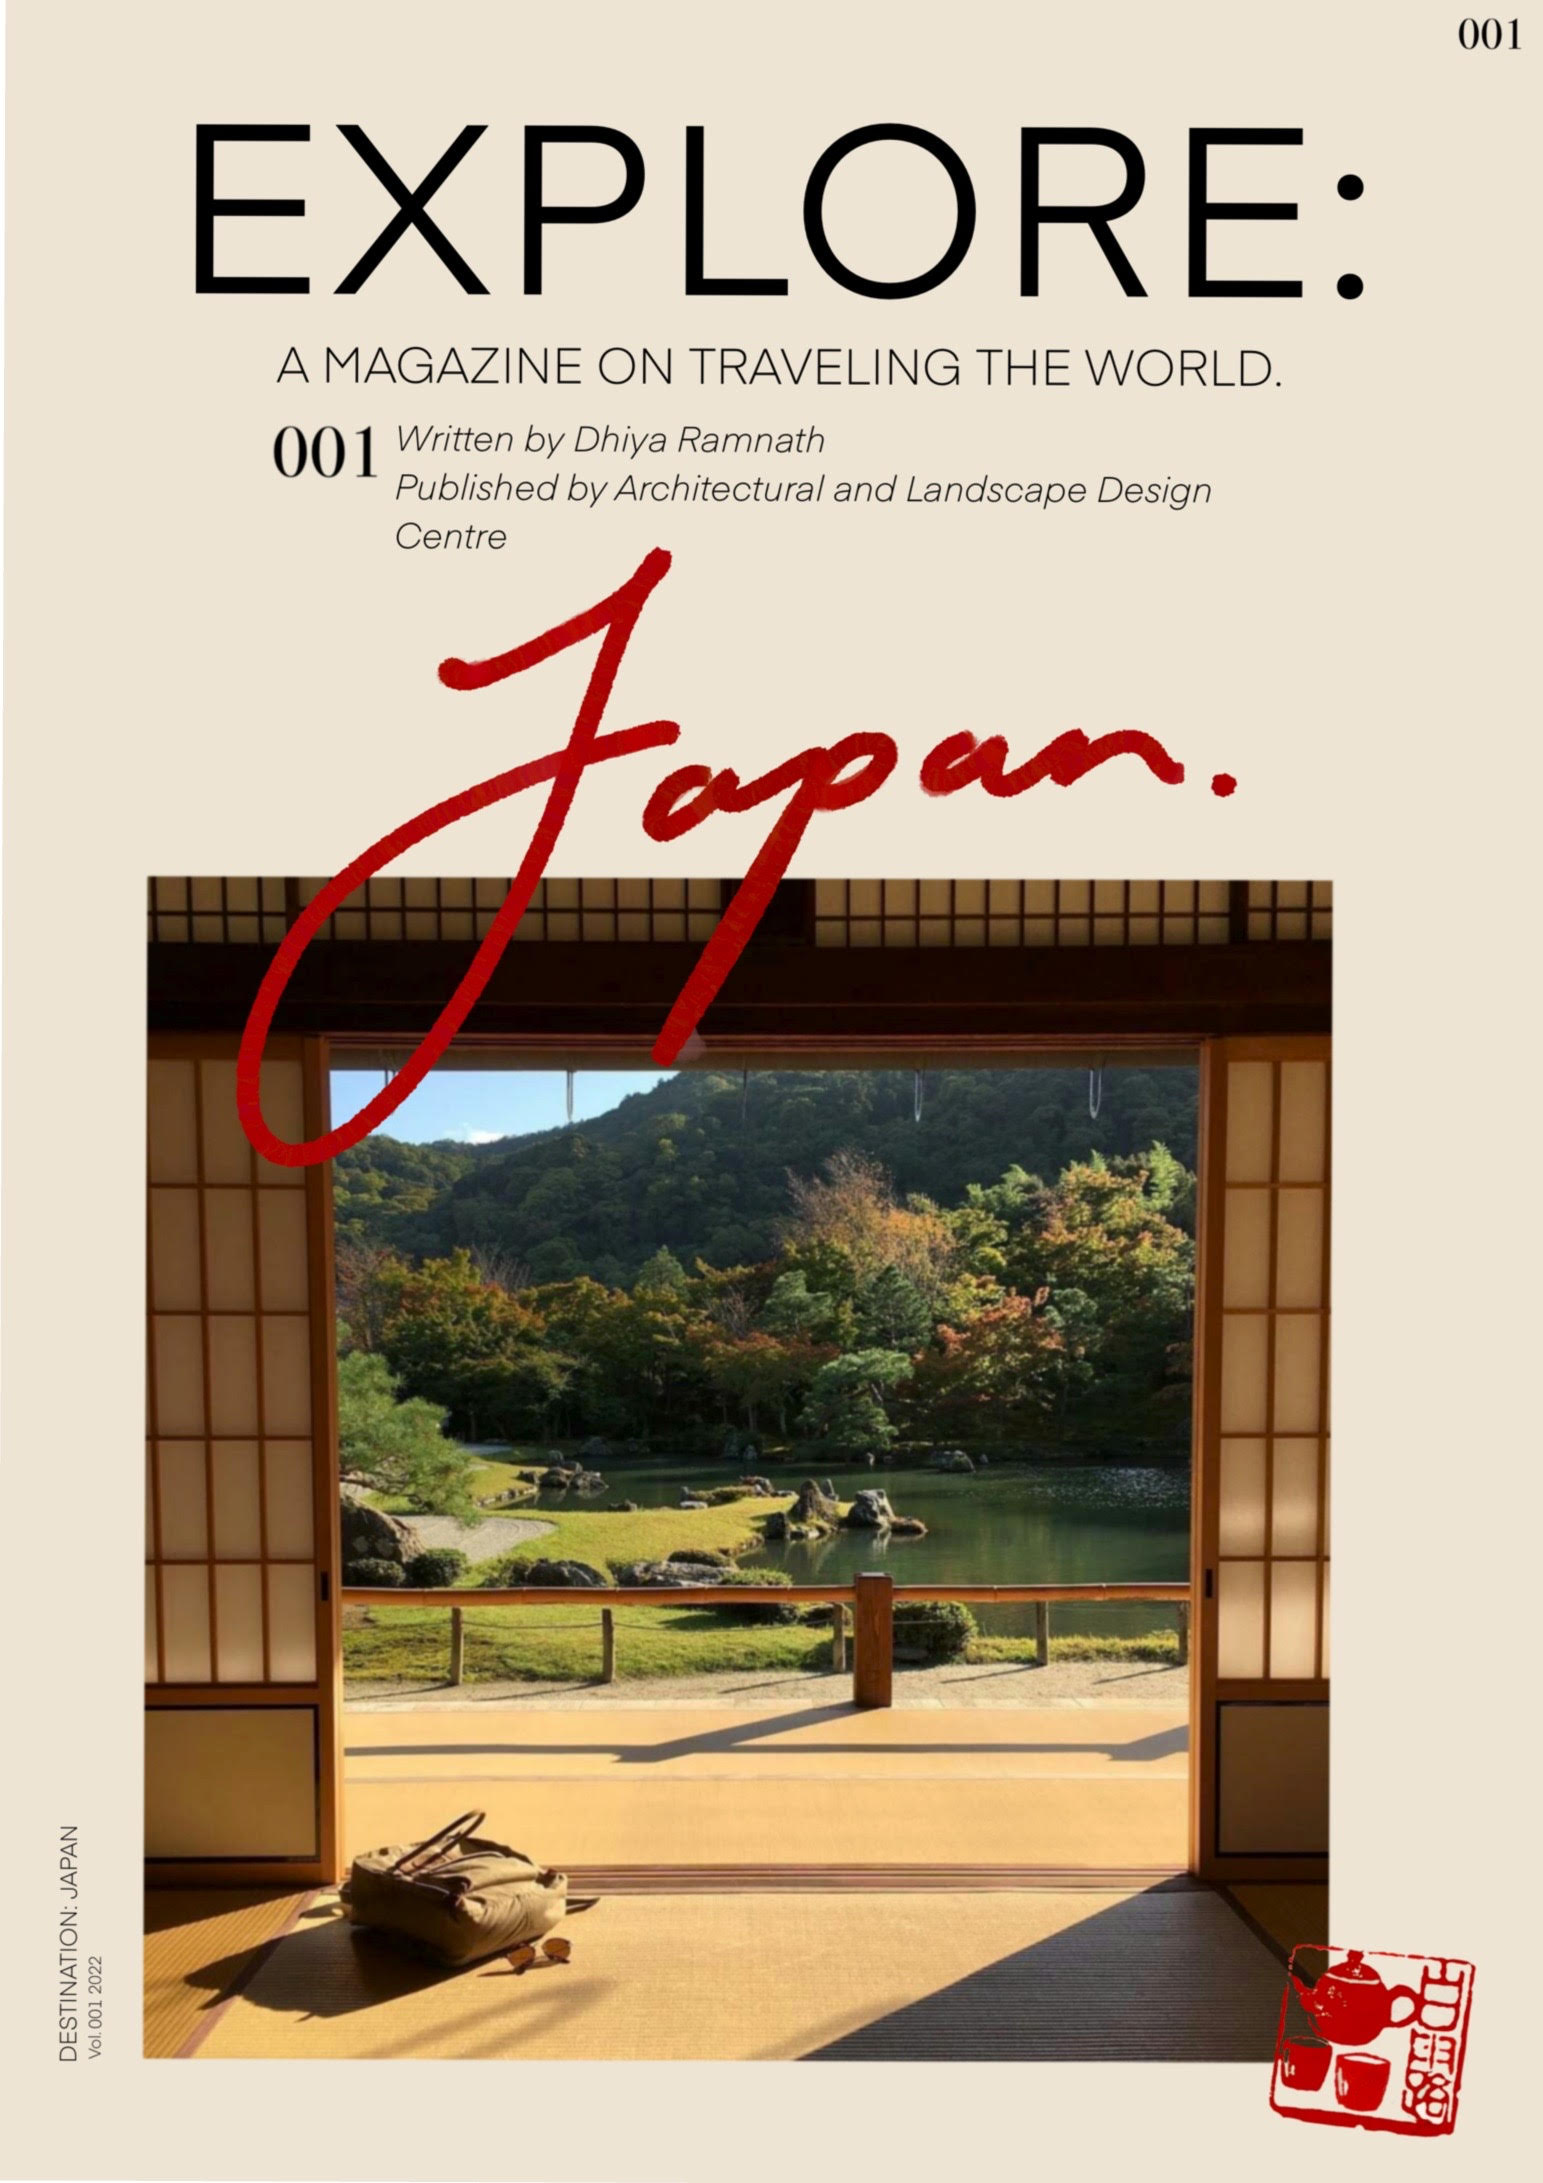 001
EXPLORE:
A MAGAZINE ON TRAVELING THE WORLD.
001
Written by Dhiya Ramnath
Published by Architectural and Landscape Design
Centre
Japan.
DESTINATION: JAPAN
Vol.001 2022